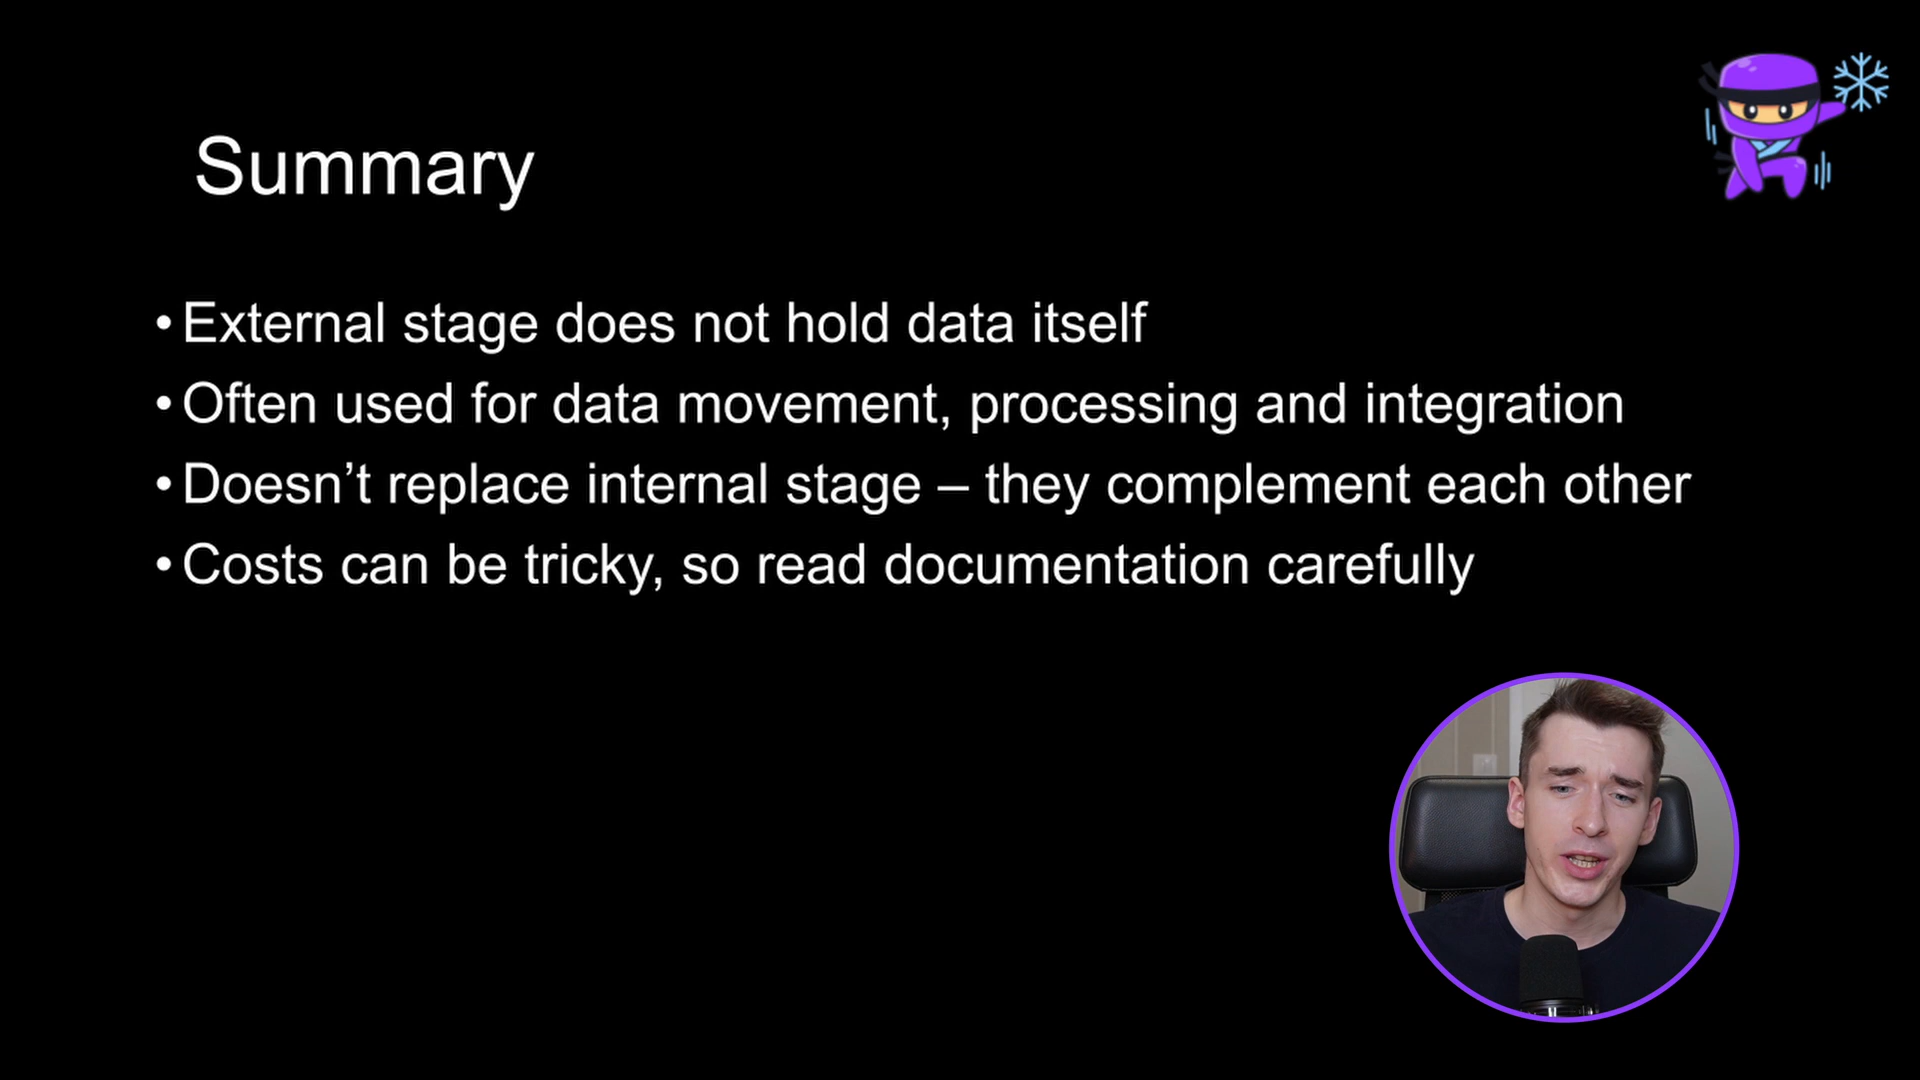 Summary
• External stage does not hold data itself
• Often used for data movement, processing and integration
• Doesn’t replace internal stage – they complement each other
• Costs can be tricky, so read documentation carefully